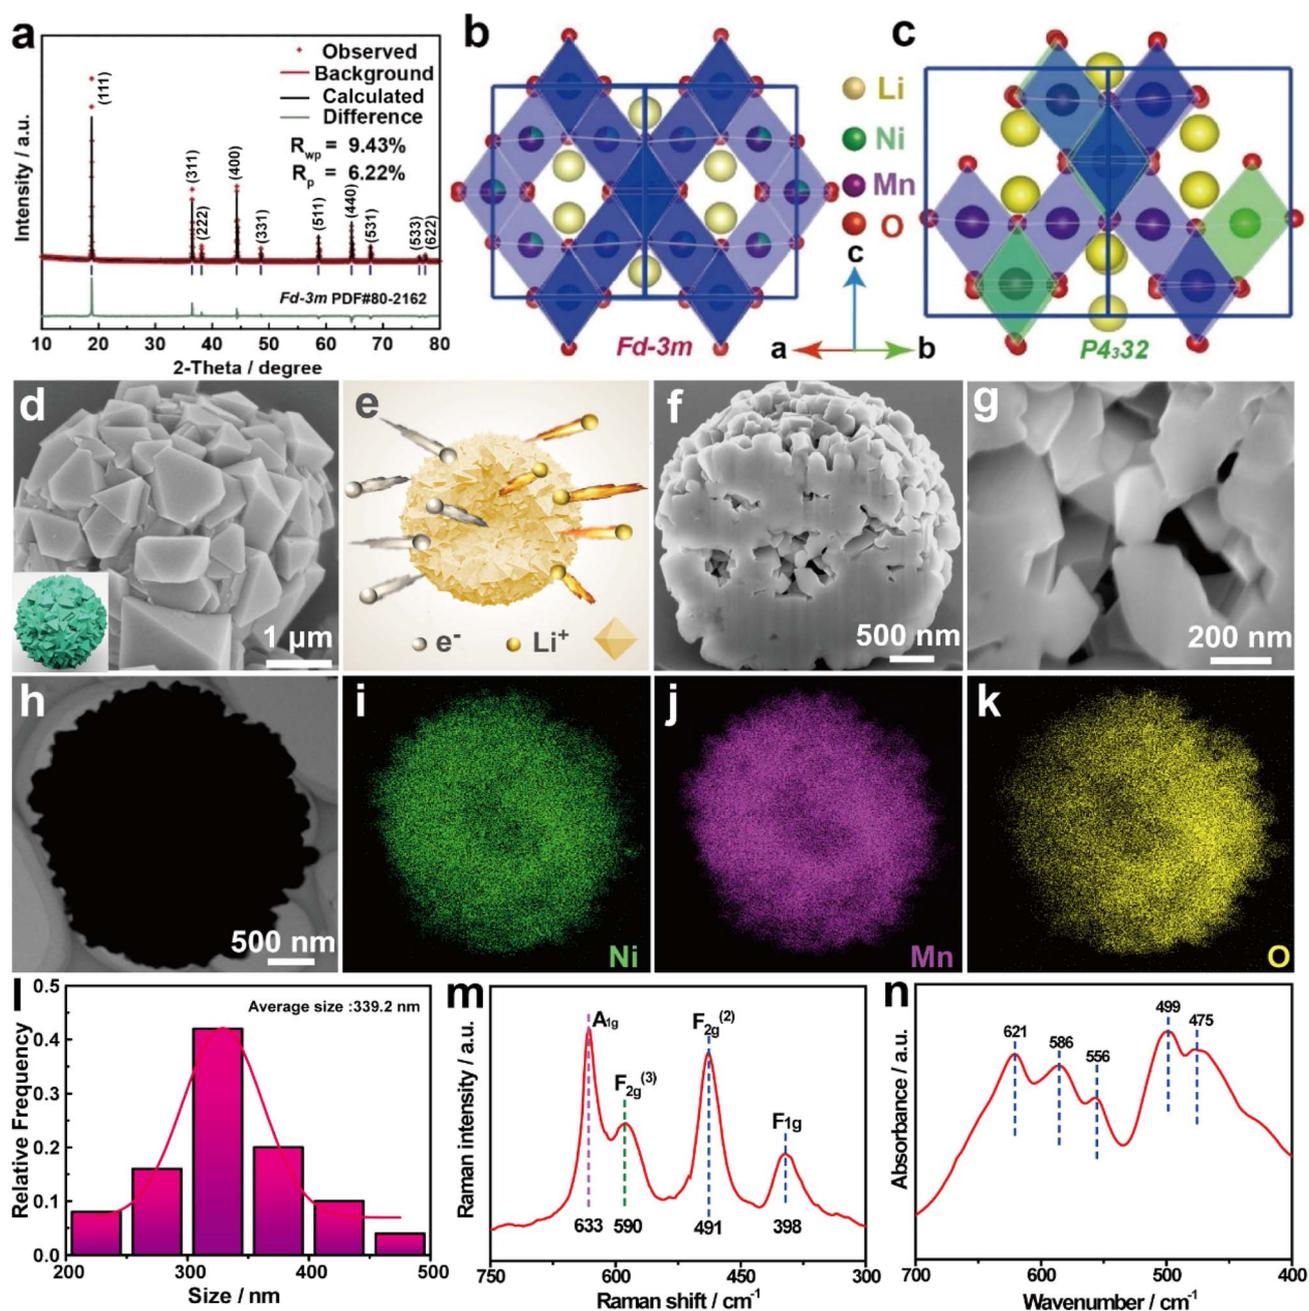 a
Observed
Background
Calculated
Difference
Rwp = 9.43%
Rp = 6.22%
(111)
(311)
(222)
(400)
(331)
(511)
(440)
(531)
(533)
(622)
Fd-3m PDF#80-2162
Intensity / a.u.
10 20 30 40 50 60 70 80
2-Theta / degree
b
Fd-3m
Li
Ni
Mn
O
c
a
b
c
P4₃32
d
1 μm
e
e⁻
Li⁺
f
500 nm
g
200 nm
h
500 nm
i
Ni
j
Mn
k
O
l
Average size :339.2 nm
Relative Frequency
0.5
0.4
0.3
0.2
0.1
0.0
200 300 400 500
Size / nm
m
A1g
F2g(3)
F2g(2)
F1g
633 590 491 398
Raman intensity / a.u.
750 600 450 300
Raman shift / cm⁻¹
n
621
586
556
499
475
Absorbance / a.u.
700 600 500 400
Wavenumber / cm⁻¹